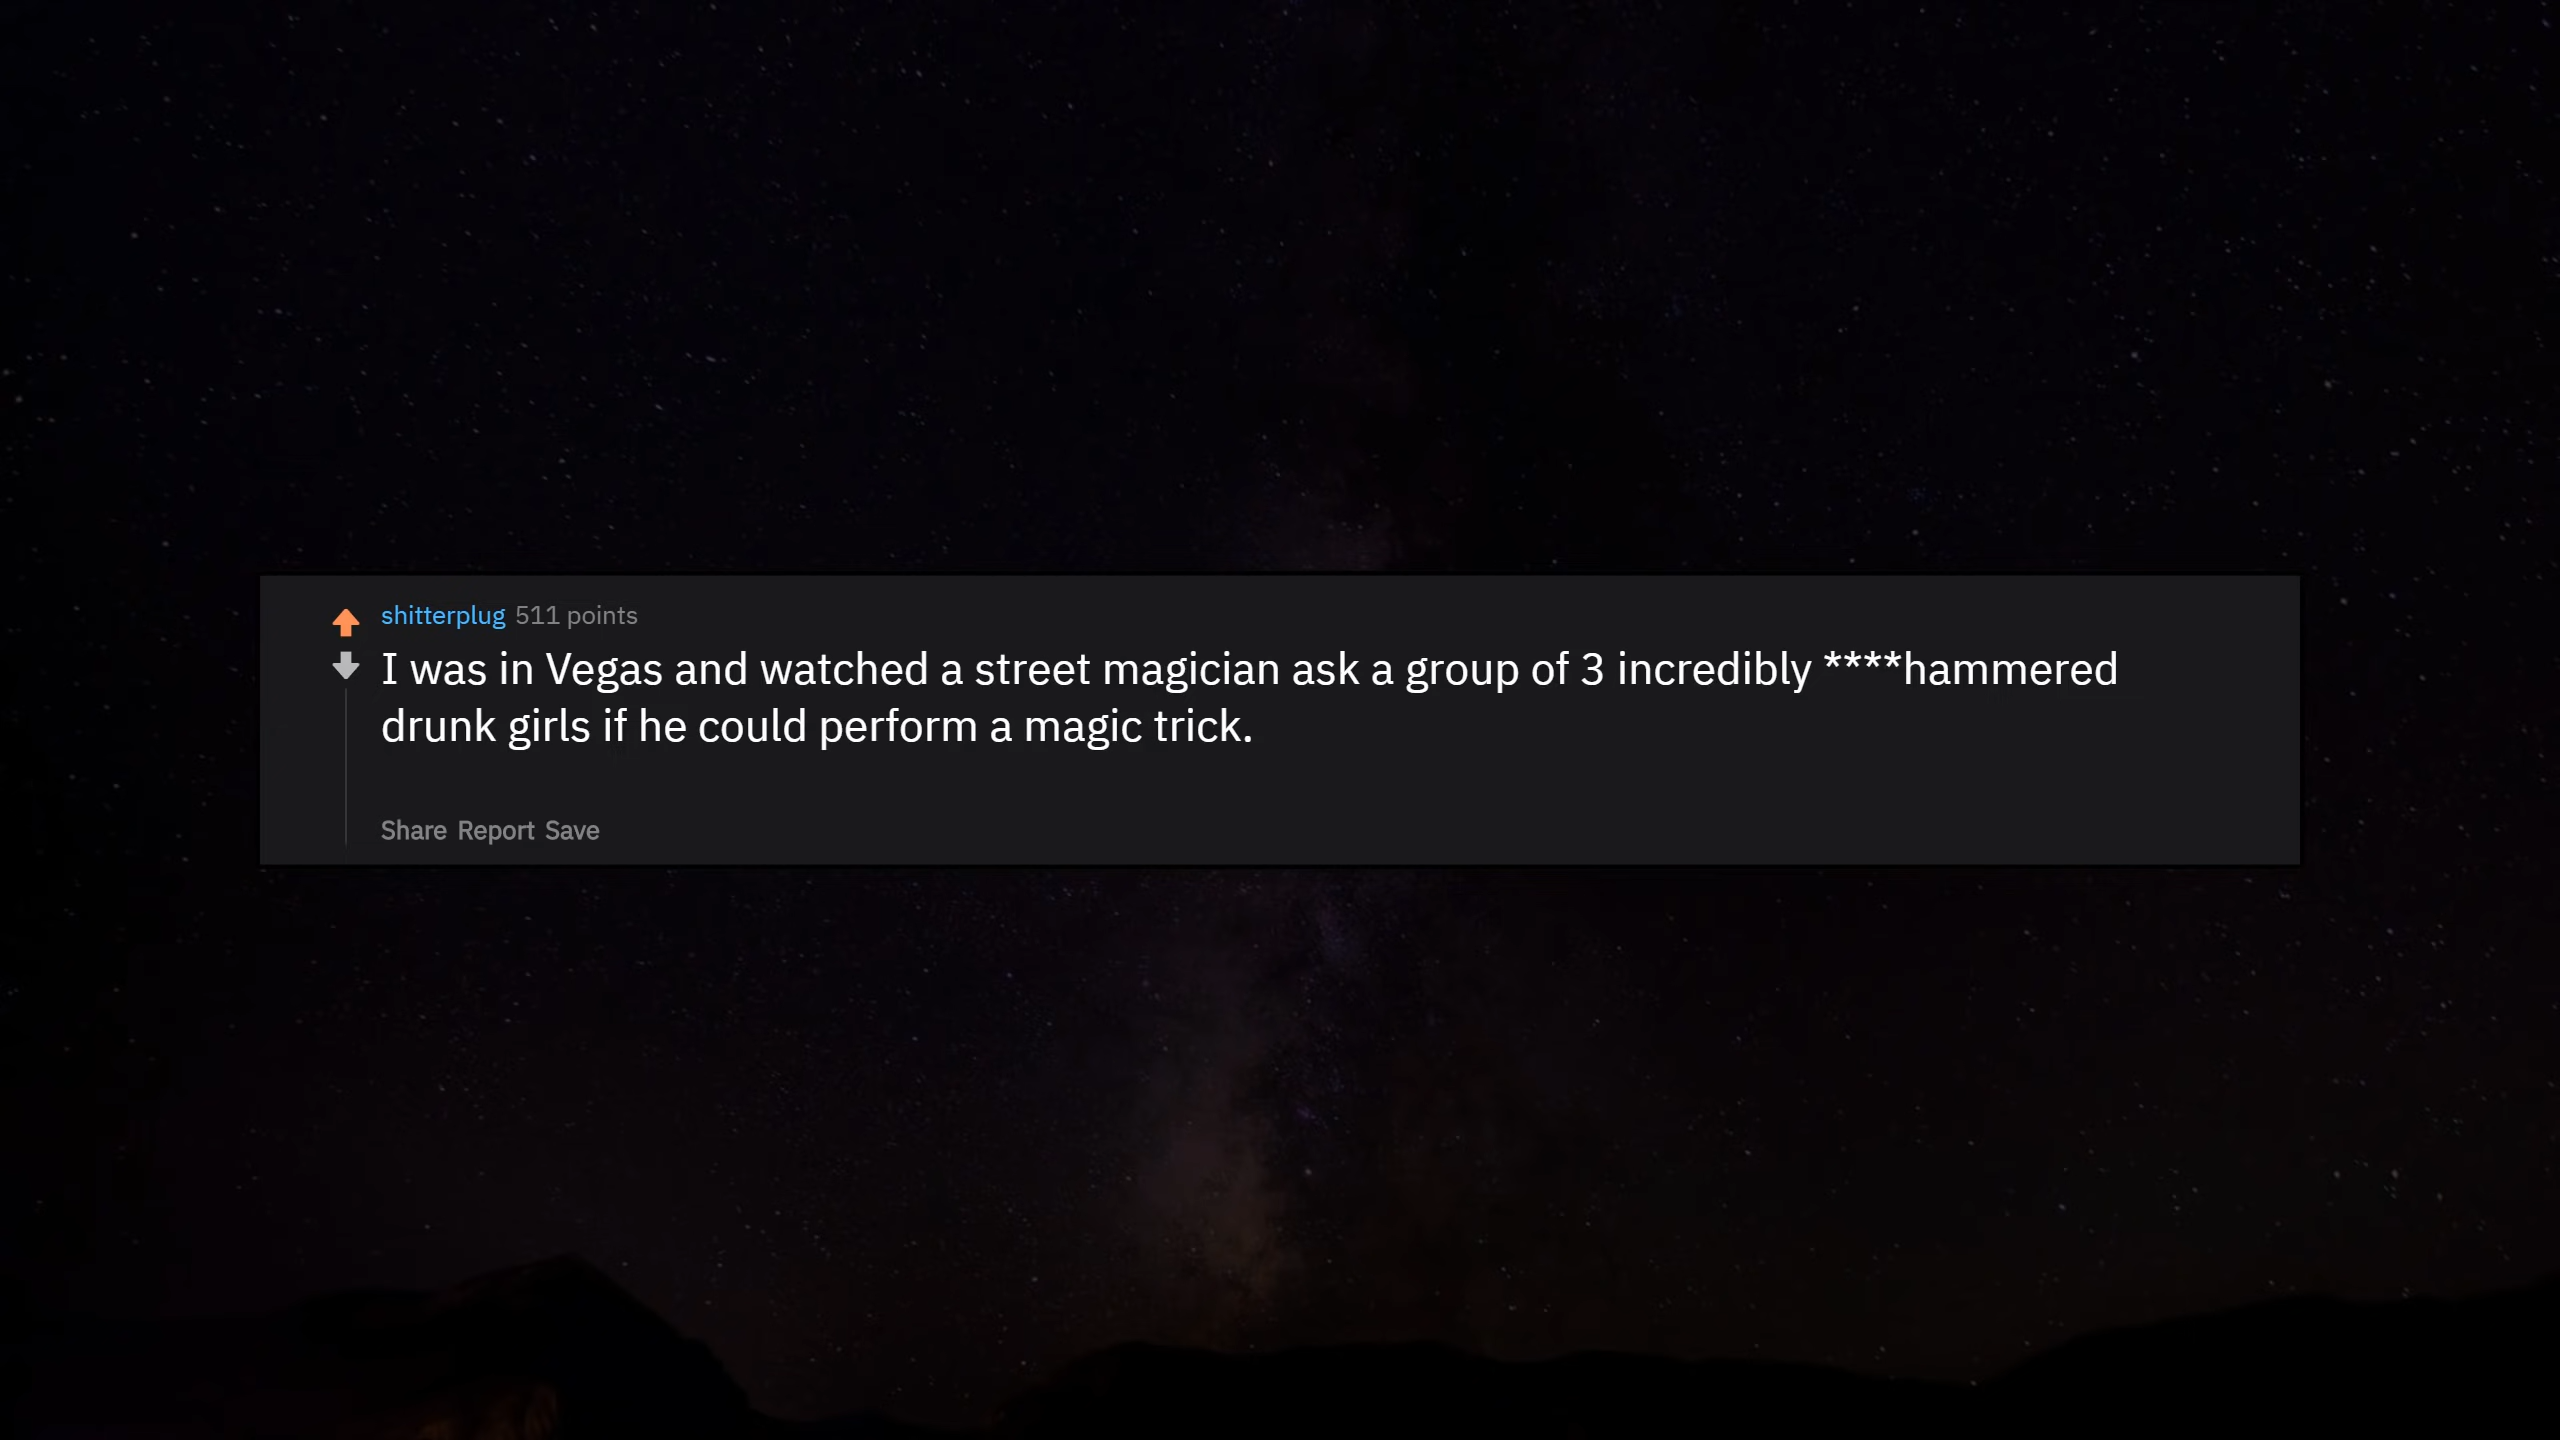 shitterplug 511 points
I was in Vegas and watched a street magician ask a group of 3 incredibly ****hammered
drunk girls if he could perform a magic trick.
Share Report Save